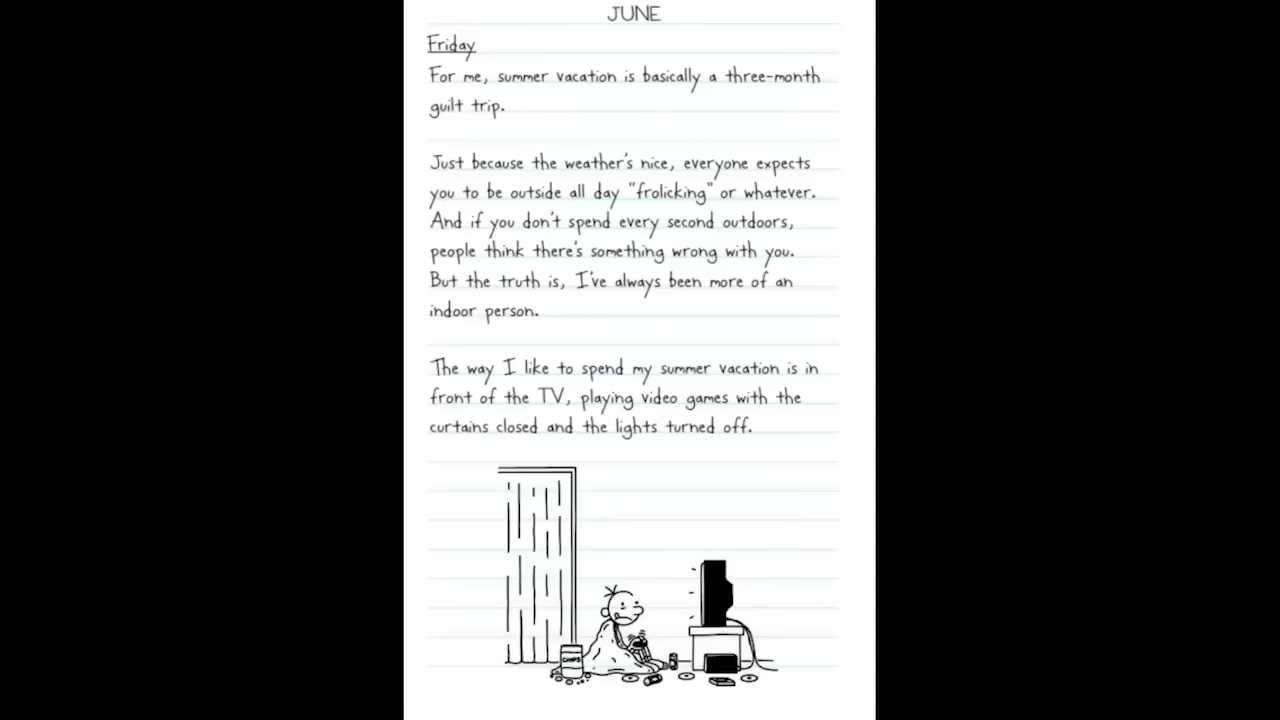 JUNE
Friday
For me, summer vacation is basically a three-month
guilt trip.
Just because the weather's nice, everyone expects
you to be outside all day "frolicking" or whatever.
And if you don't spend every second outdoors,
people think there's something wrong with you.
But the truth is, I've always been more of an
indoor person.
The way I like to spend my summer vacation is in
front of the TV, playing video games with the
curtains closed and the lights turned off.
CHIPS